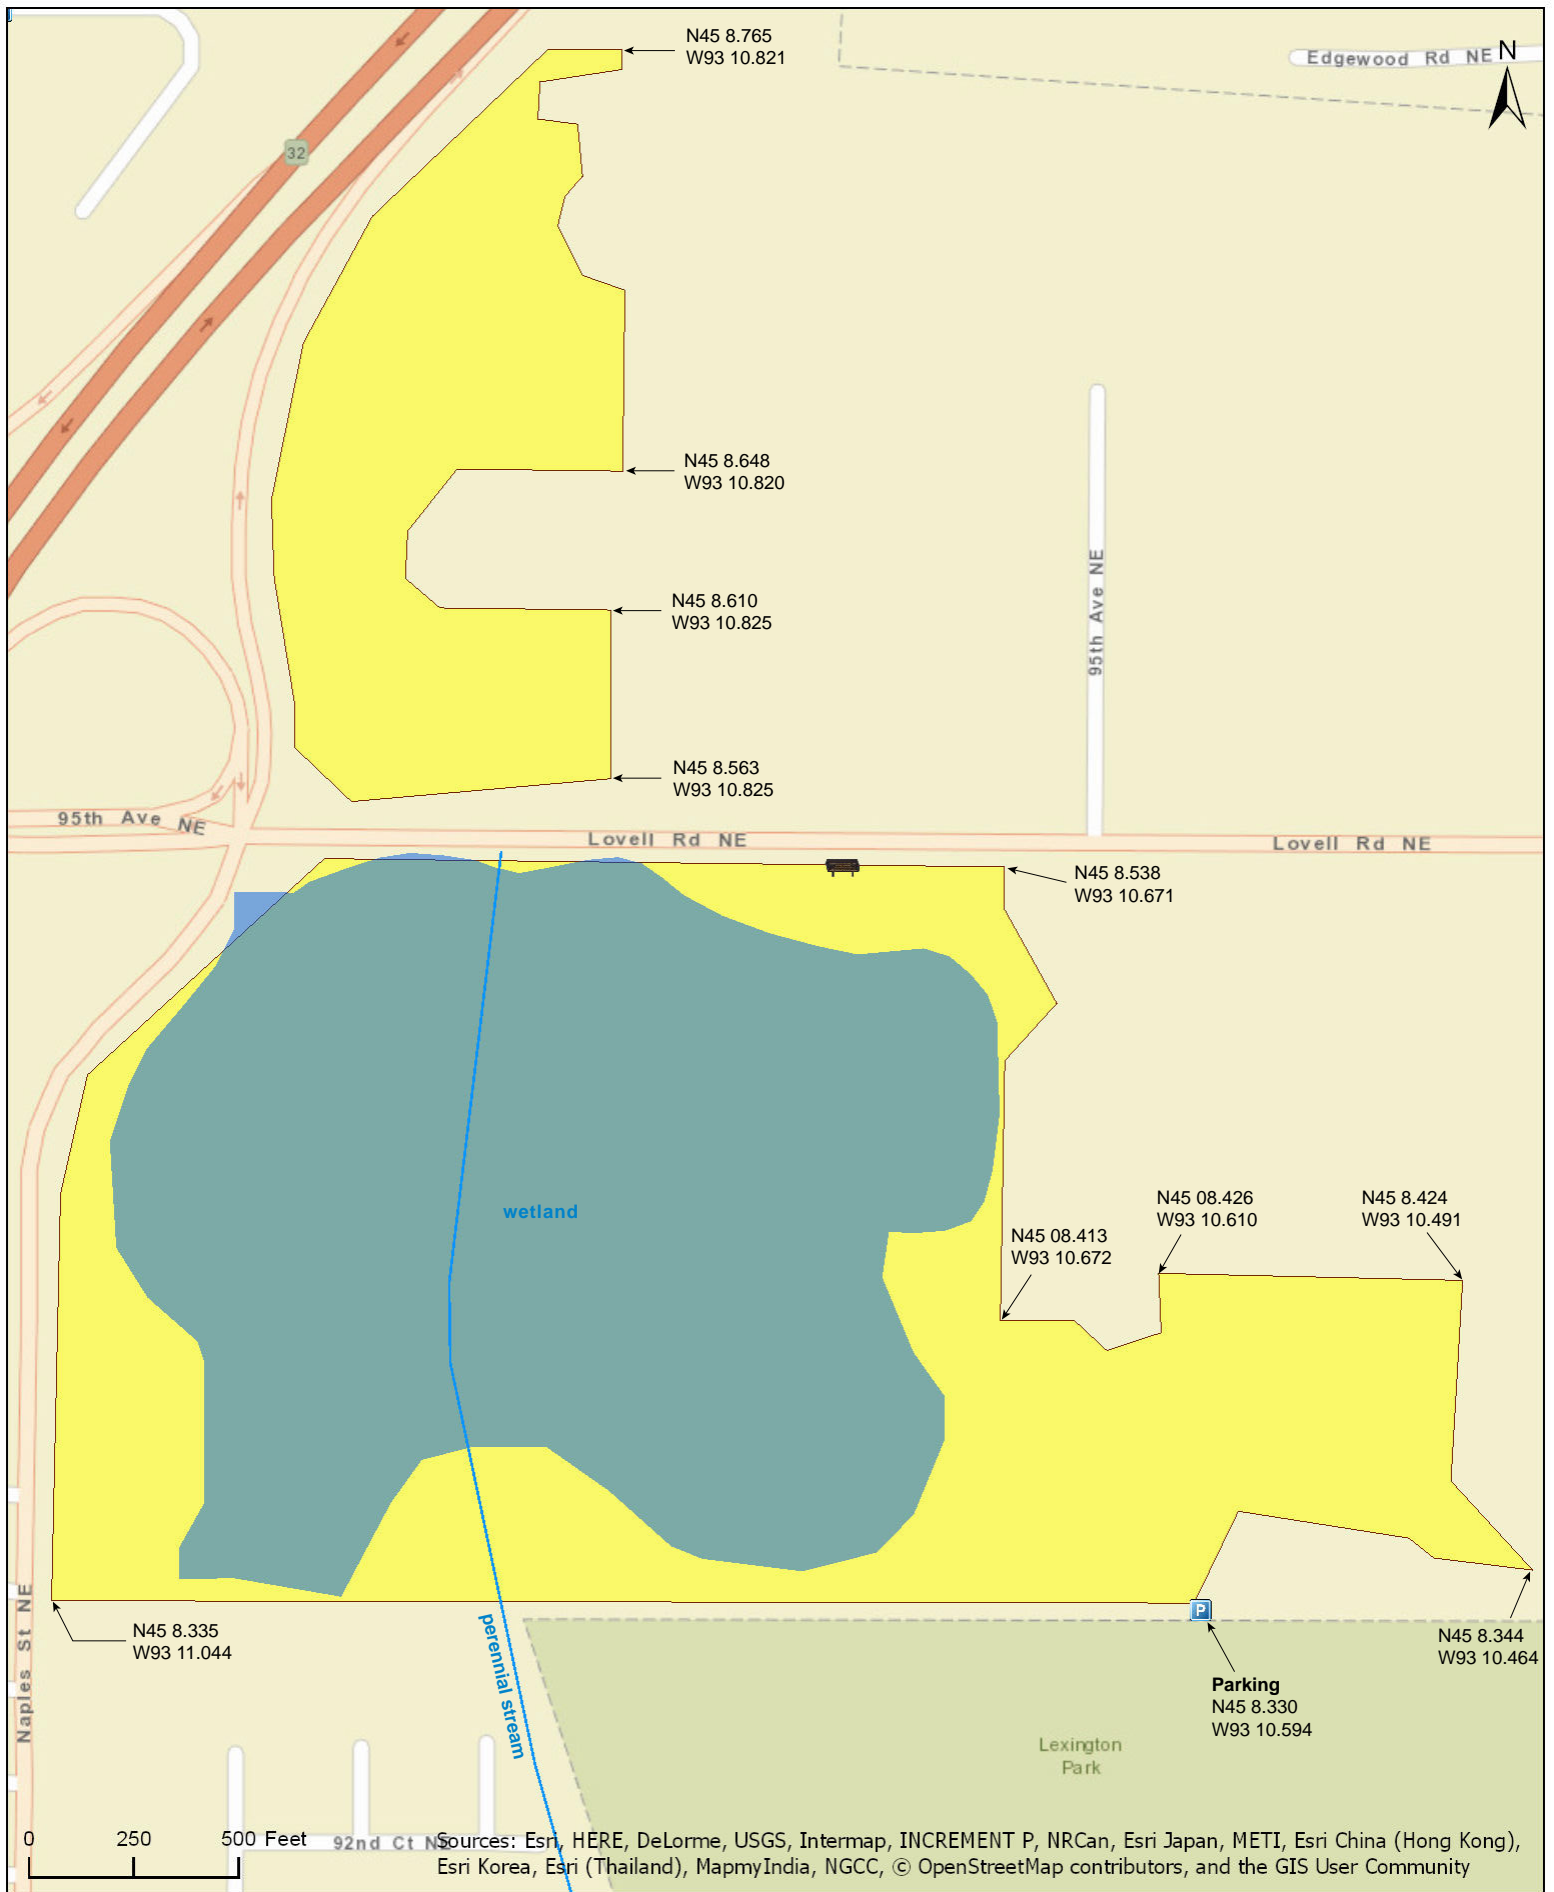 N45 8.765
W93 10.821
Edgewood Rd NE
N
32
N45 8.648
W93 10.820
95th Ave NE
N45 8.610
W93 10.825
N45 8.563
W93 10.825
95th Ave NE
Lovell Rd NE
Lovell Rd NE
N45 8.538
W93 10.671
wetland
N45 08.426
W93 10.610
N45 8.424
W93 10.491
N45 08.413
W93 10.672
Naples St NE
N45 8.335
W93 11.044
perennial stream
P
N45 8.344
W93 10.464
Parking
N45 8.330
W93 10.594
Lexington
Park
0 250 500 Feet
92nd Ct NE
Sources: Esri, HERE, DeLorme, USGS, Intermap, INCREMENT P, NRCan, Esri Japan, METI, Esri China (Hong Kong),
Esri Korea, Esri (Thailand), MapmyIndia, NGCC, © OpenStreetMap contributors, and the GIS User Community